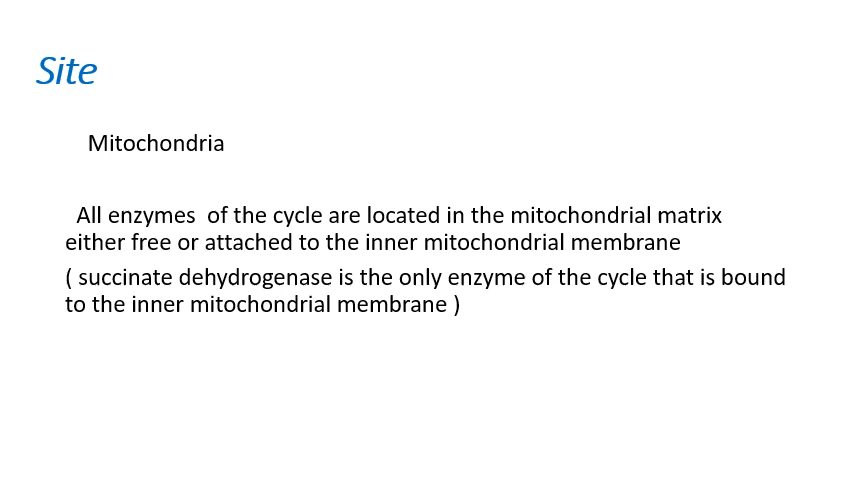 Site
Mitochondria
All enzymes  of the cycle are located in the mitochondrial matrix
either free or attached to the inner mitochondrial membrane
( succinate dehydrogenase is the only enzyme of the cycle that is bound
to the inner mitochondrial membrane )